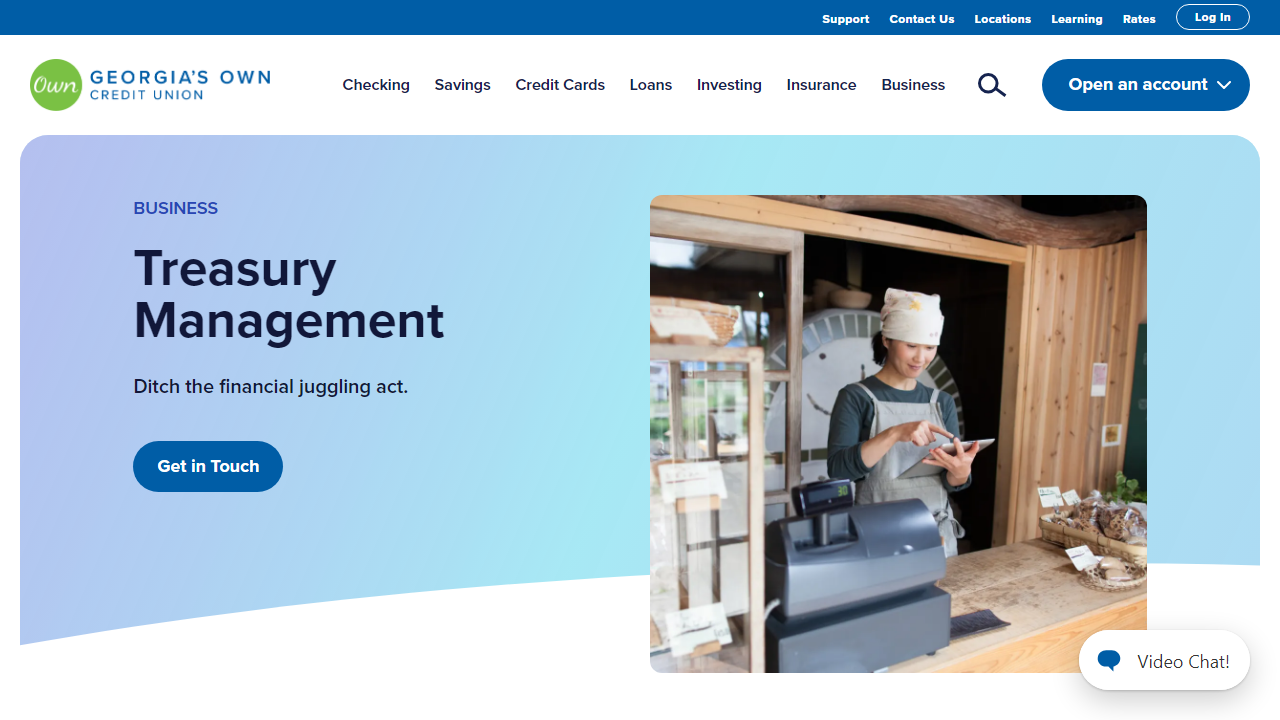 Support Contact Us Locations Learning Rates Log In
Own GEORGIA'S OWN
CREDIT UNION
Checking Savings Credit Cards Loans Investing Insurance Business Open an account
BUSINESS
Treasury
Management
Ditch the financial juggling act.
Get in Touch
Video Chat!